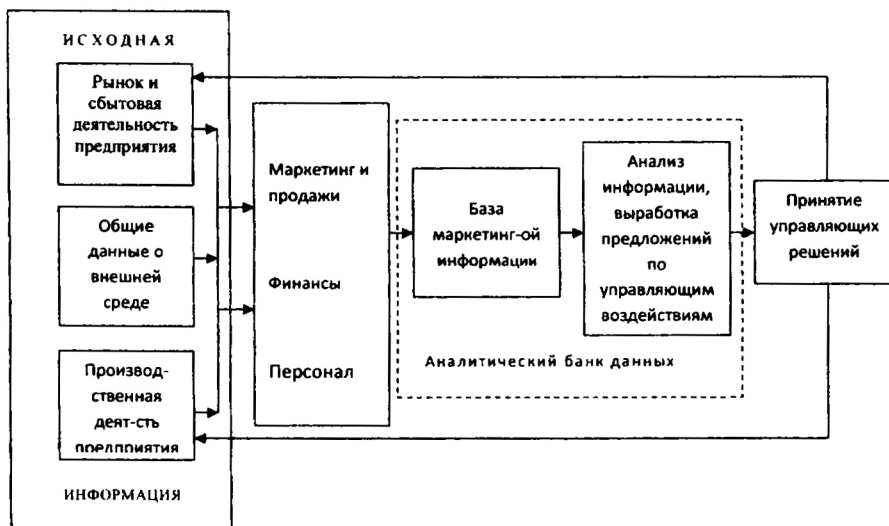 ИСХОДНАЯ
Рынок и
сбытовая
деятельность
предприятия
Общие
данные о
внешней
среде
Производ-
ственная
деят-сть
предприятия
ИНФОРМАЦИЯ
Маркетинг и
продажи
Финансы
Персонал
База
маркетинг-ой
информации
Анализ
информации,
выработка
предложений
по
управляющим
воздействиям
Аналитический банк данных
Принятие
управляющих
решений